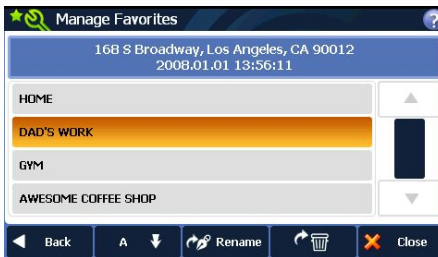 Manage Favorites ?
168 S Broadway, Los Angeles, CA 90012
2008.01.01 13:56:11
HOME
DAD'S WORK
GYM
AWESOME COFFEE SHOP
Back A Rename Close